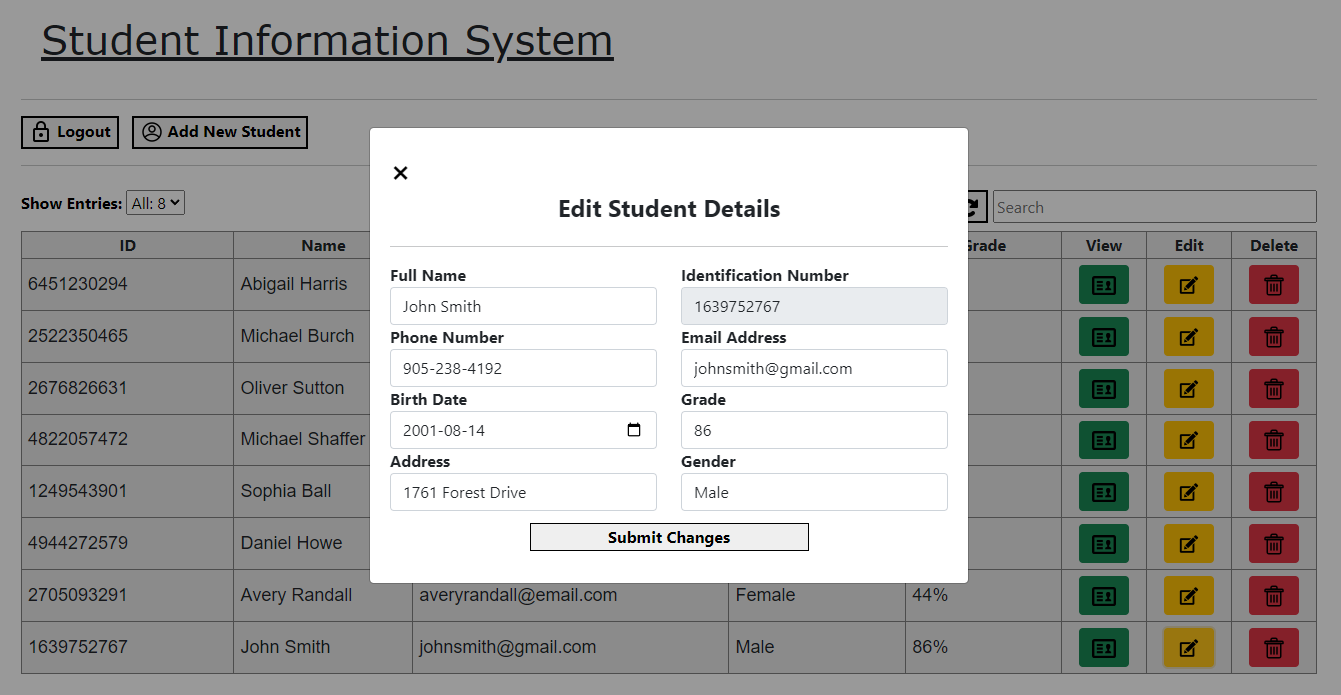 Student Information System
Logout Add New Student
Show Entries: All: 8 Search
ID Name Grade View Edit Delete
6451230294 Abigail Harris
2522350465 Michael Burch
2676826631 Oliver Sutton
4822057472 Michael Shaffer
1249543901 Sophia Ball
4944272579 Daniel Howe
2705093291 Avery Randall averyrandall@email.com Female 44%
1639752767 John Smith johnsmith@gmail.com Male 86%
Edit Student Details
Full Name Identification Number
John Smith 1639752767
Phone Number Email Address
905-238-4192 johnsmith@gmail.com
Birth Date Grade
2001-08-14 86
Address Gender
1761 Forest Drive Male
Submit Changes